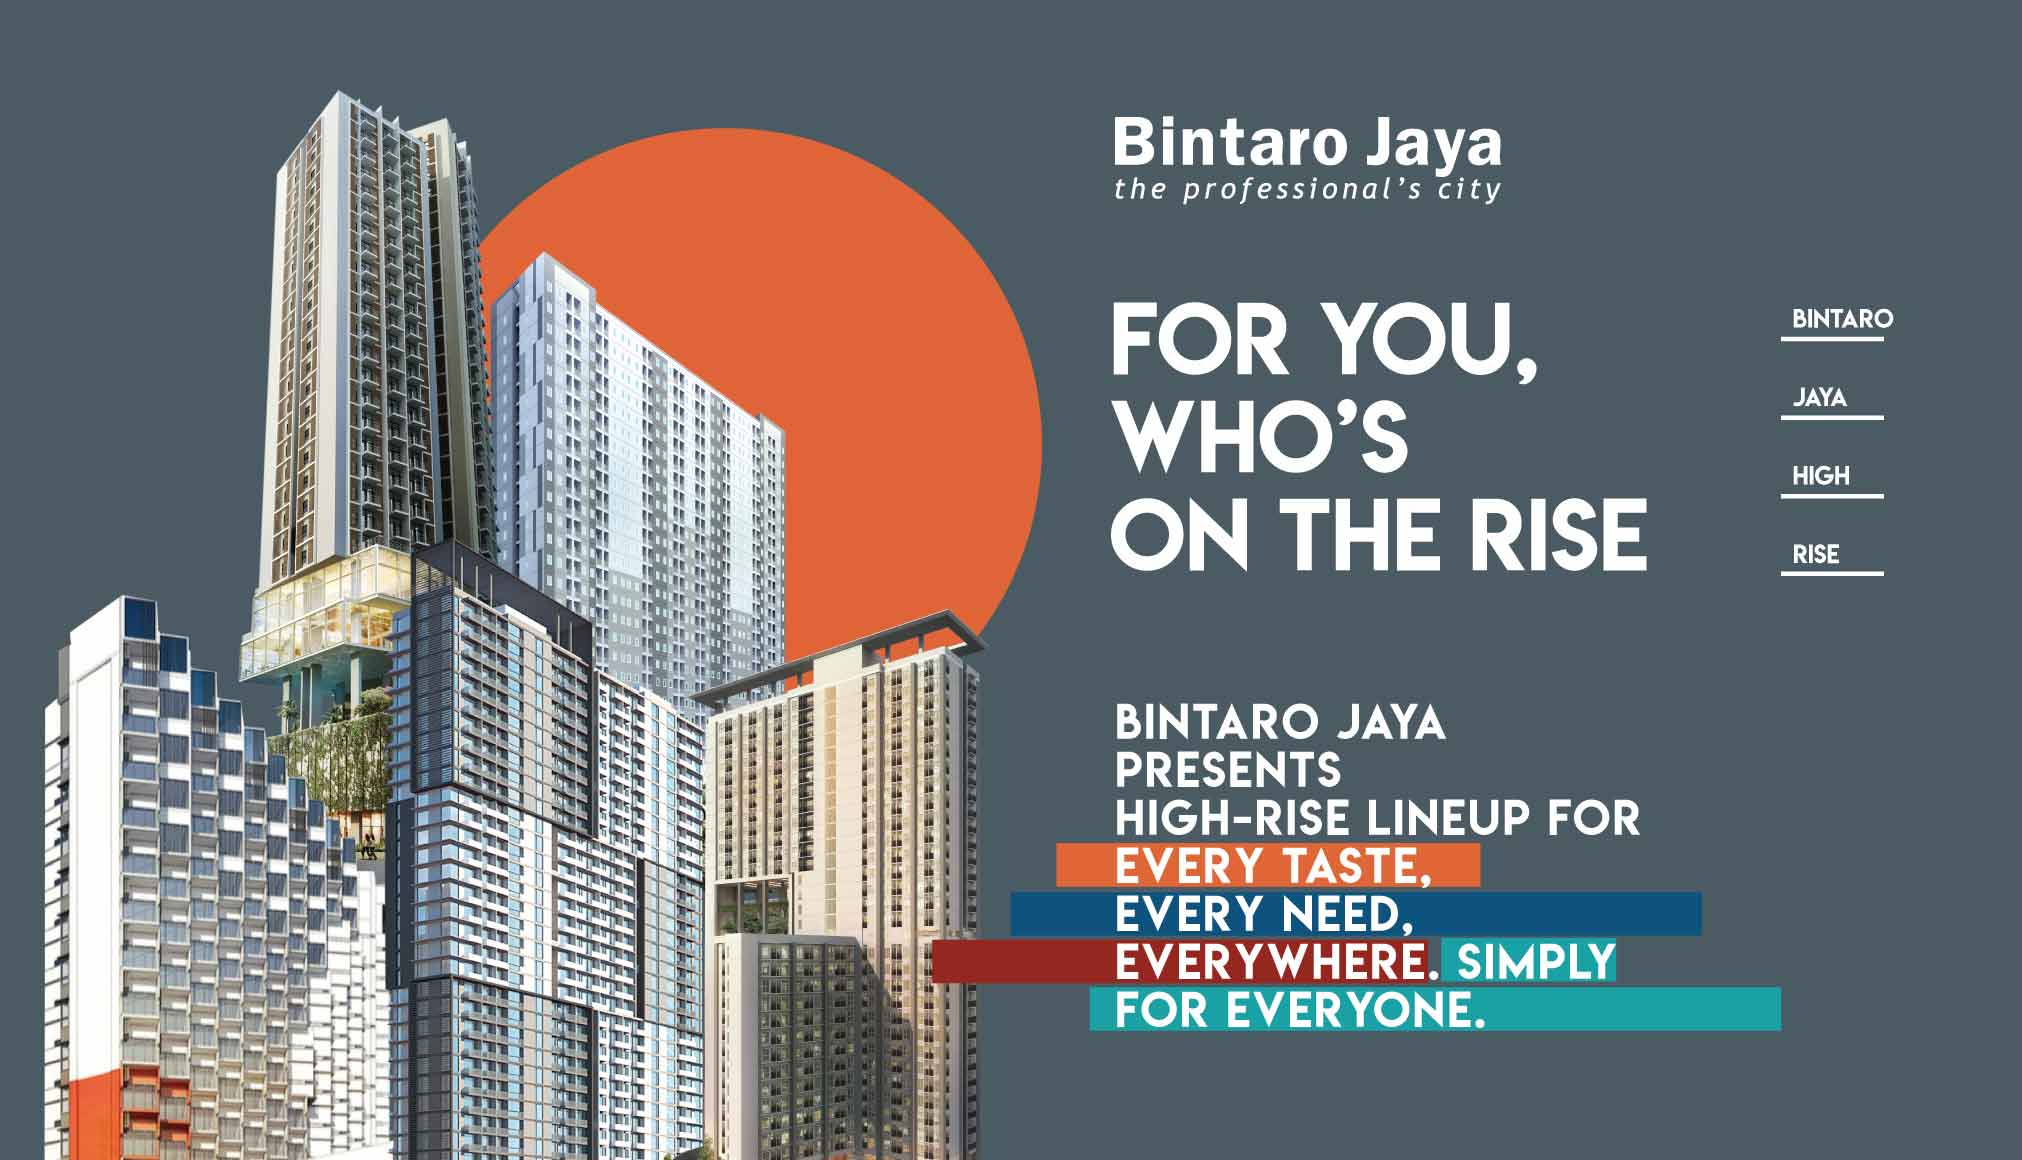 Bintaro Jaya
the professional's city
FOR YOU,
WHO'S
ON THE RISE
BINTARO
JAYA
HIGH
RISE
BINTARO JAYA
PRESENTS
HIGH-RISE LINEUP FOR
EVERY TASTE,
EVERY NEED,
EVERYWHERE. SIMPLY
FOR EVERYONE.